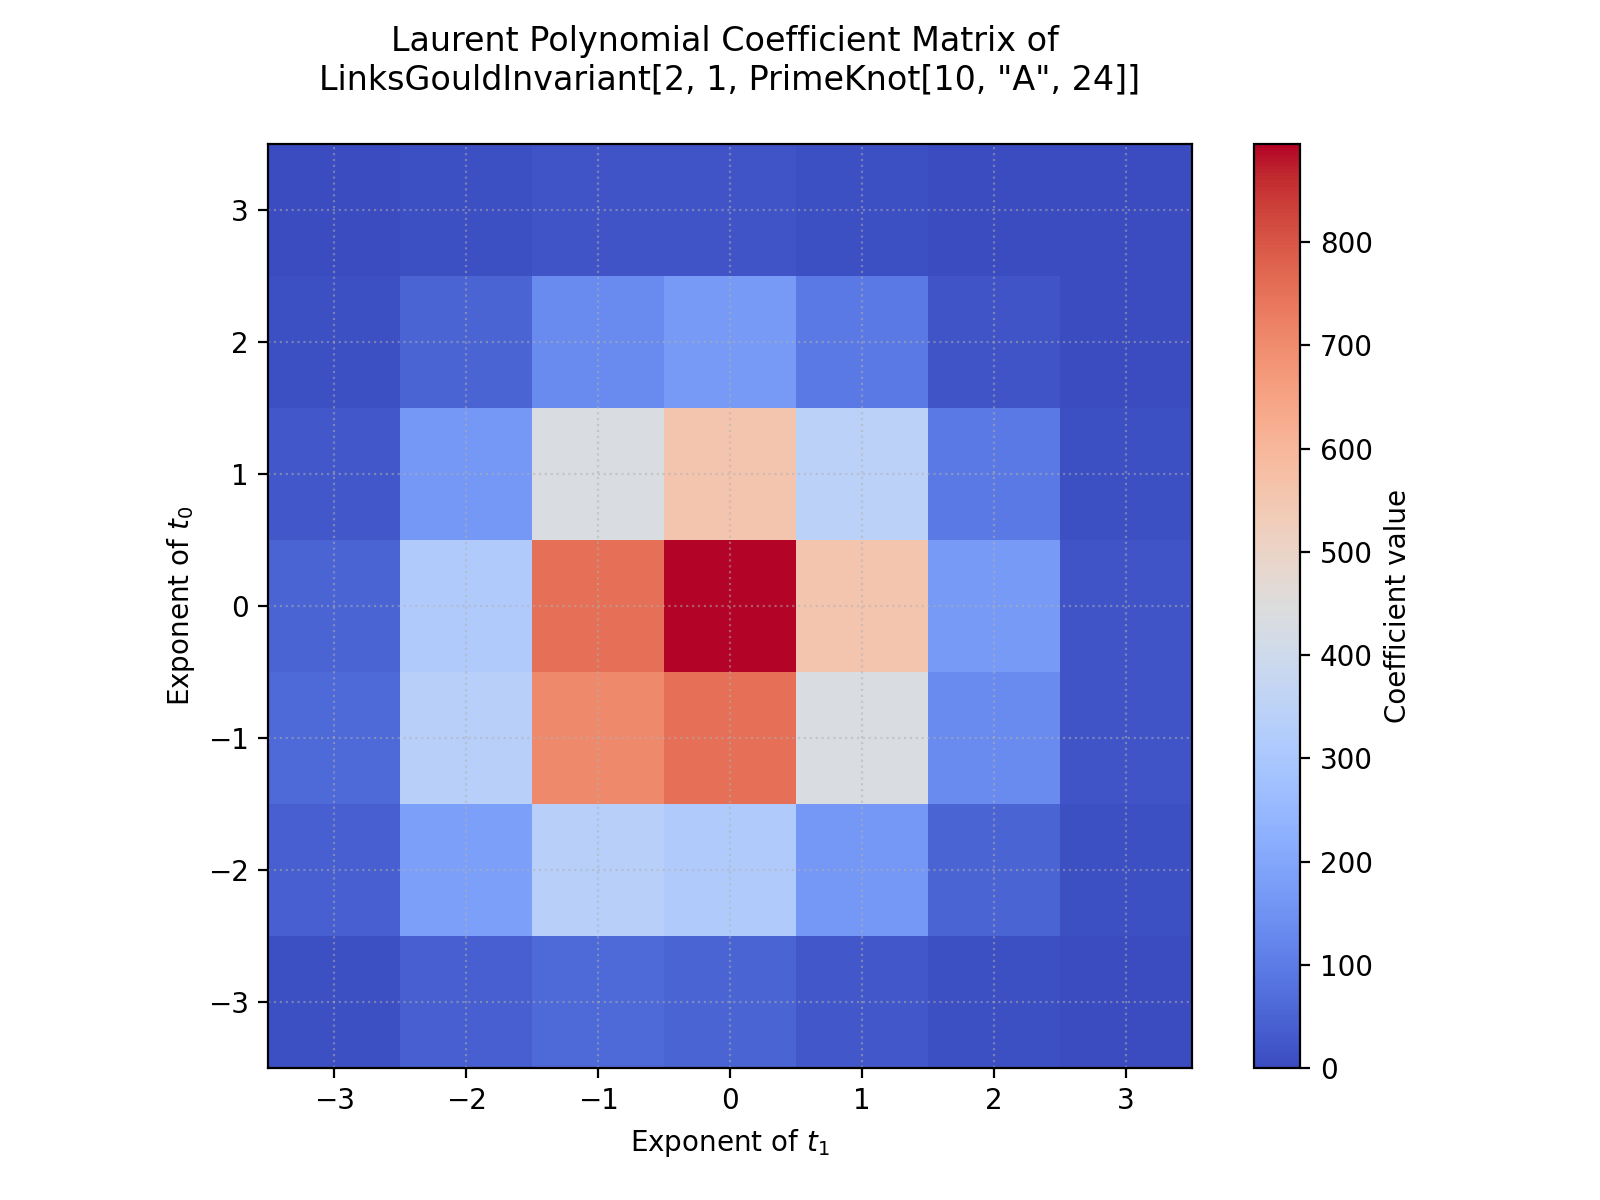 Laurent Polynomial Coefficient Matrix of
LinksGouldInvariant[2, 1, PrimeKnot[10, "A", 24]]
3
2
1
0
−1
−2
−3
Exponent of t₀
−3 −2 −1 0 1 2 3
Exponent of t₁
800
700
600
500
400
300
200
100
0
Coefficient value